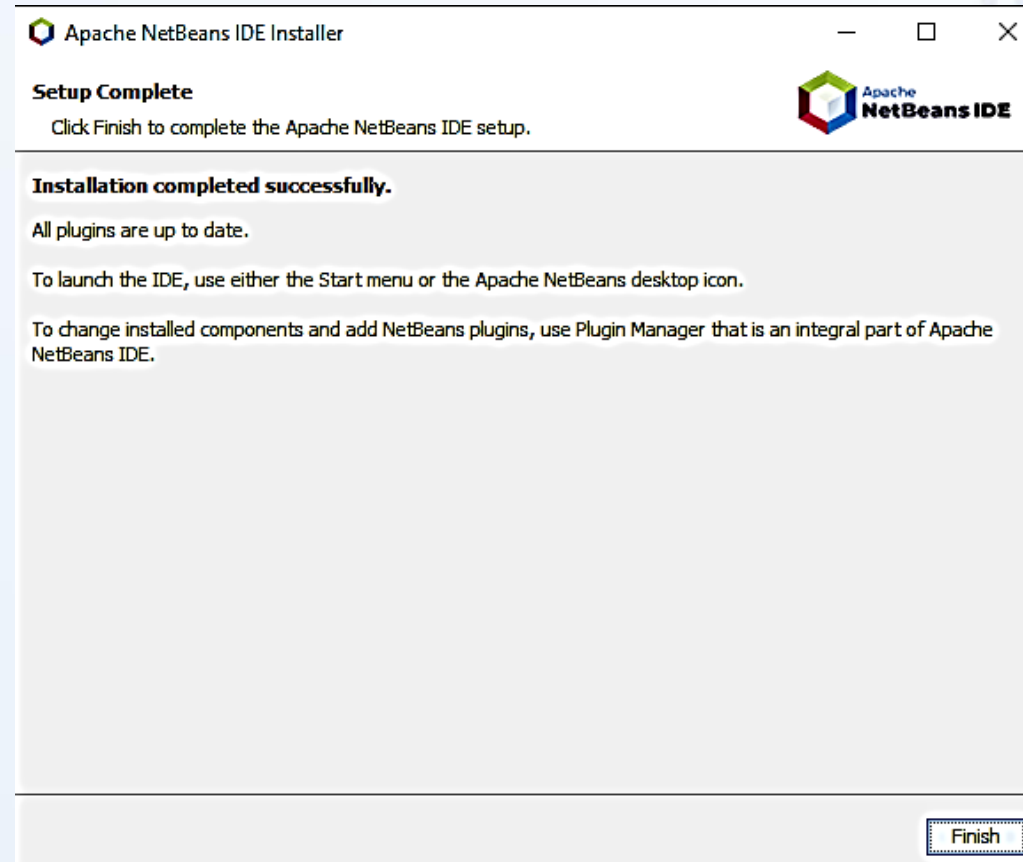 Apache NetBeans IDE Installer
Setup Complete
Click Finish to complete the Apache NetBeans IDE setup.
Apache
NetBeans IDE
Installation completed successfully.
All plugins are up to date.
To launch the IDE, use either the Start menu or the Apache NetBeans desktop icon.
To change installed components and add NetBeans plugins, use Plugin Manager that is an integral part of Apache
NetBeans IDE.
Finish